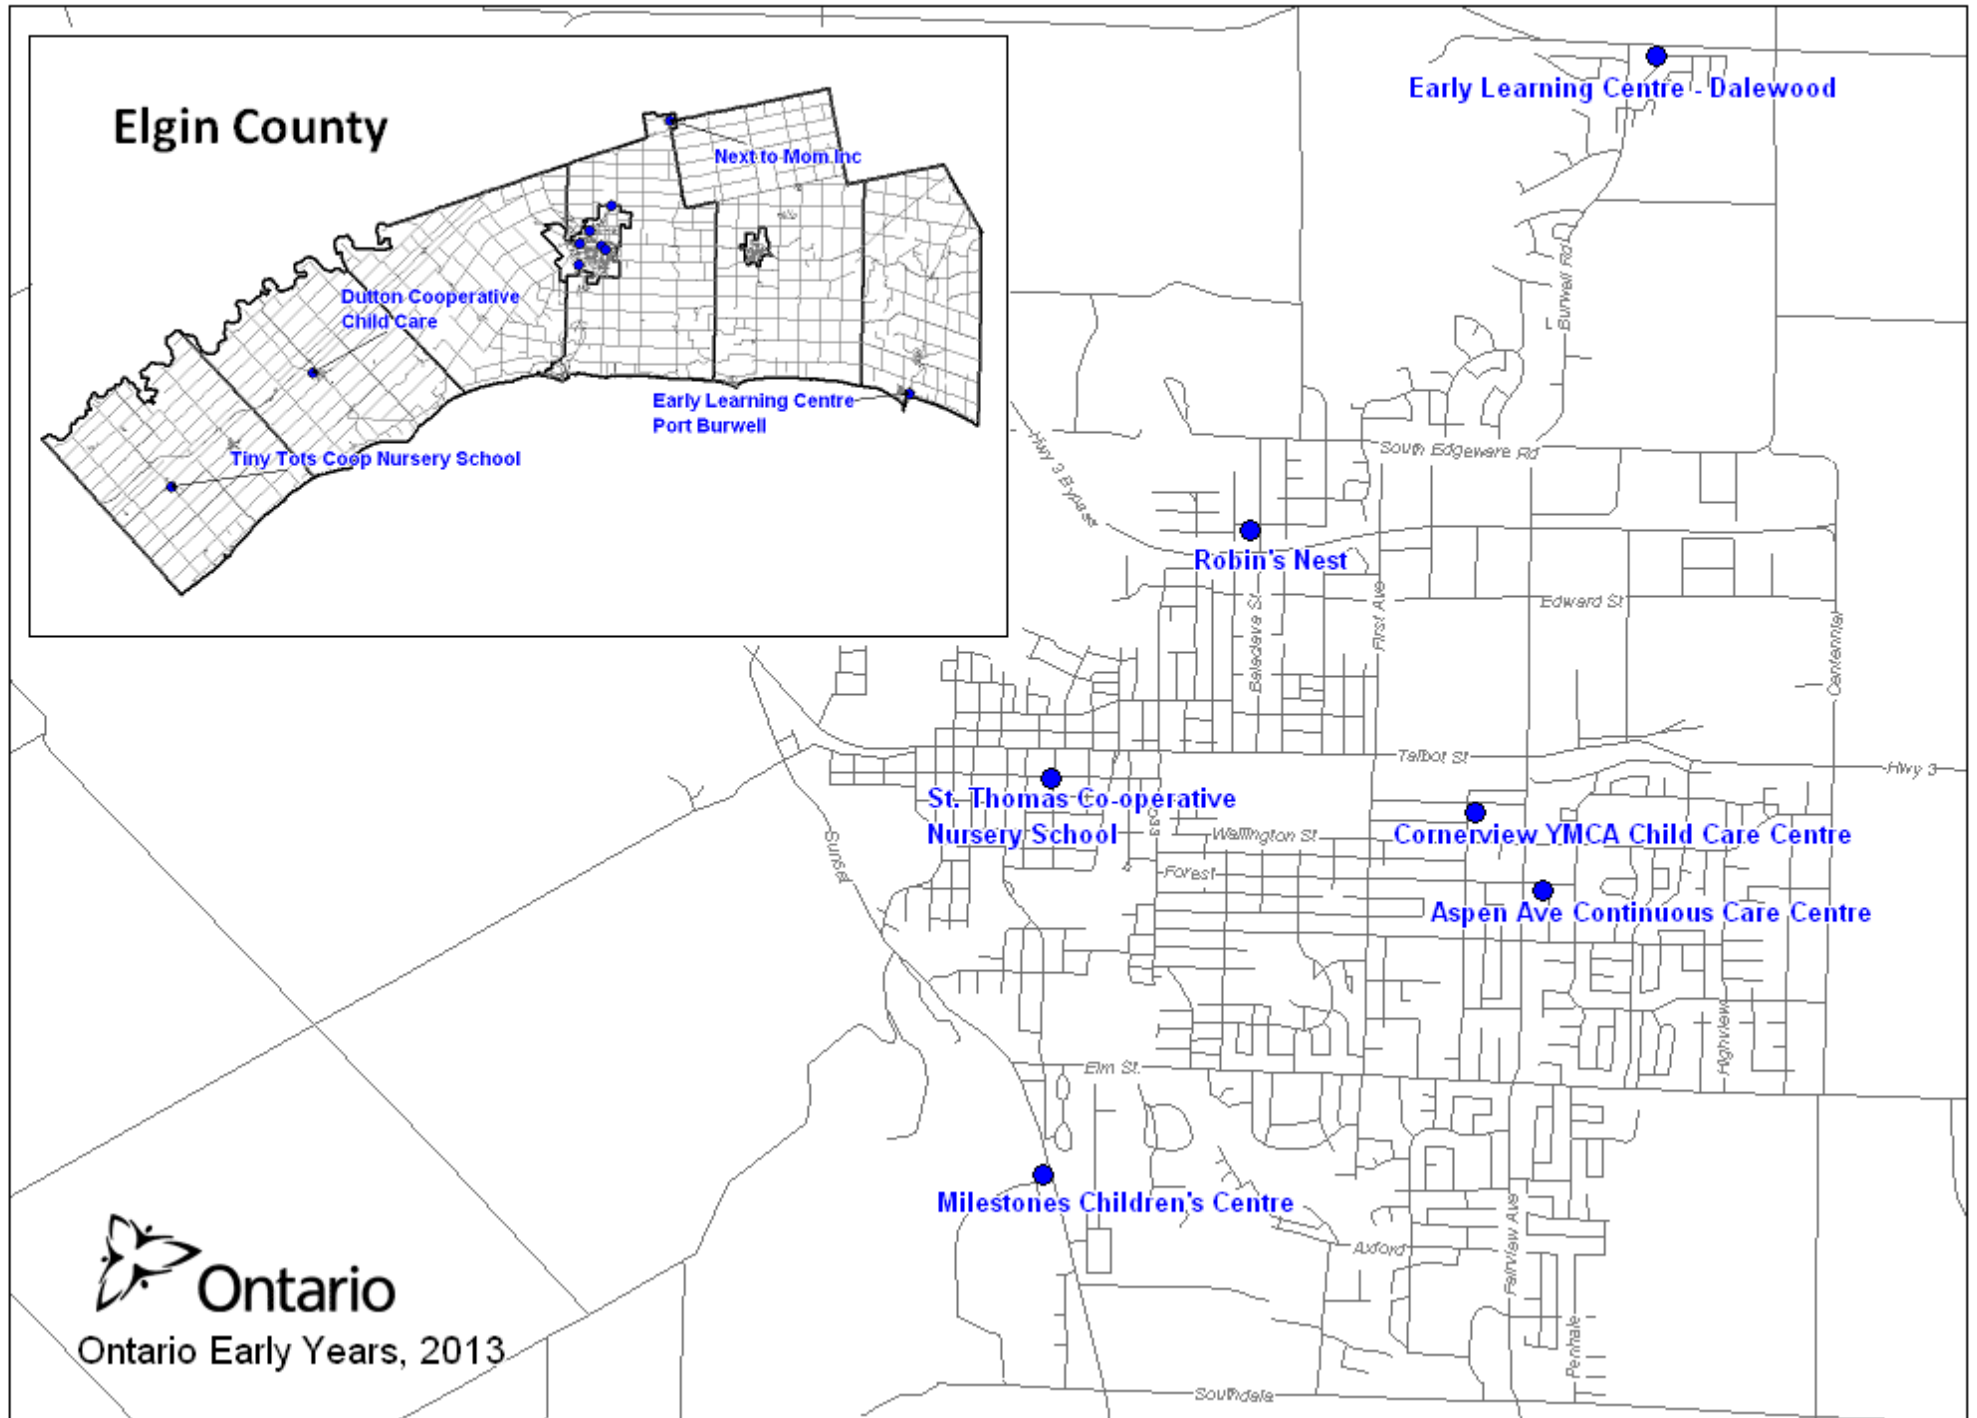 Elgin County
Next to Mom Inc
Dutton Cooperative
Child Care
Early Learning Centre
Port Burwell
Tiny Tots Coop Nursery School
Early Learning Centre - Dalewood
Burwell Rd
South Edgeware Rd
Hwy 3 Bypass
Robin's Nest
Edward St
Balaclava St
First Ave
Centennial
Talbot St
Hwy 3
St. Thomas Co-operative
Nursery School
Ross
Wellington St
Cornerview YMCA Child Care Centre
Sunset
Forest
Aspen Ave Continuous Care Centre
Highview
Elm St
Milestones Children's Centre
Axford
Fairview Ave
Penhale
Southdale
Ontario
Ontario Early Years, 2013